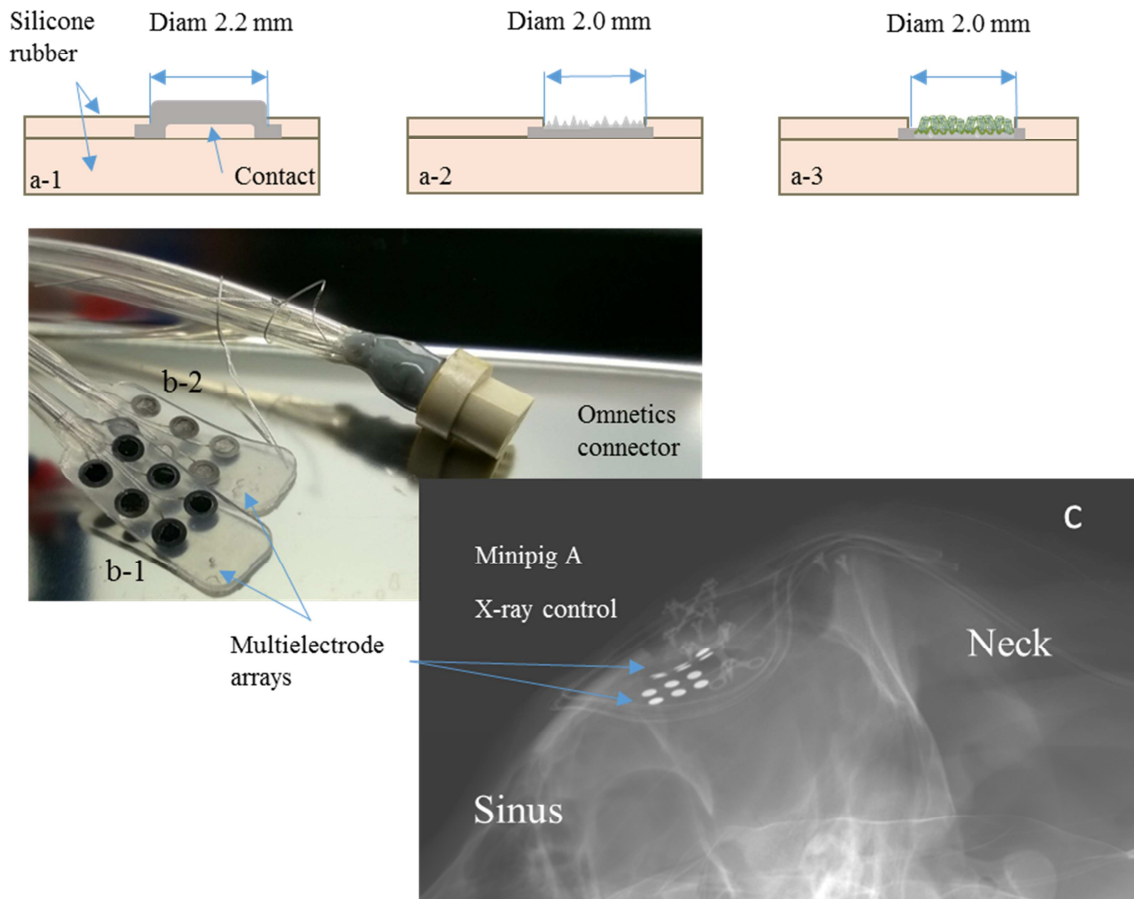 Silicone
rubber
Diam 2.2 mm
Diam 2.0 mm
Diam 2.0 mm
Contact
a-1
a-2
a-3
b-2
Omnetics
connector
b-1
C
Minipig A
X-ray control
Neck
Multielectrode
arrays
Sinus